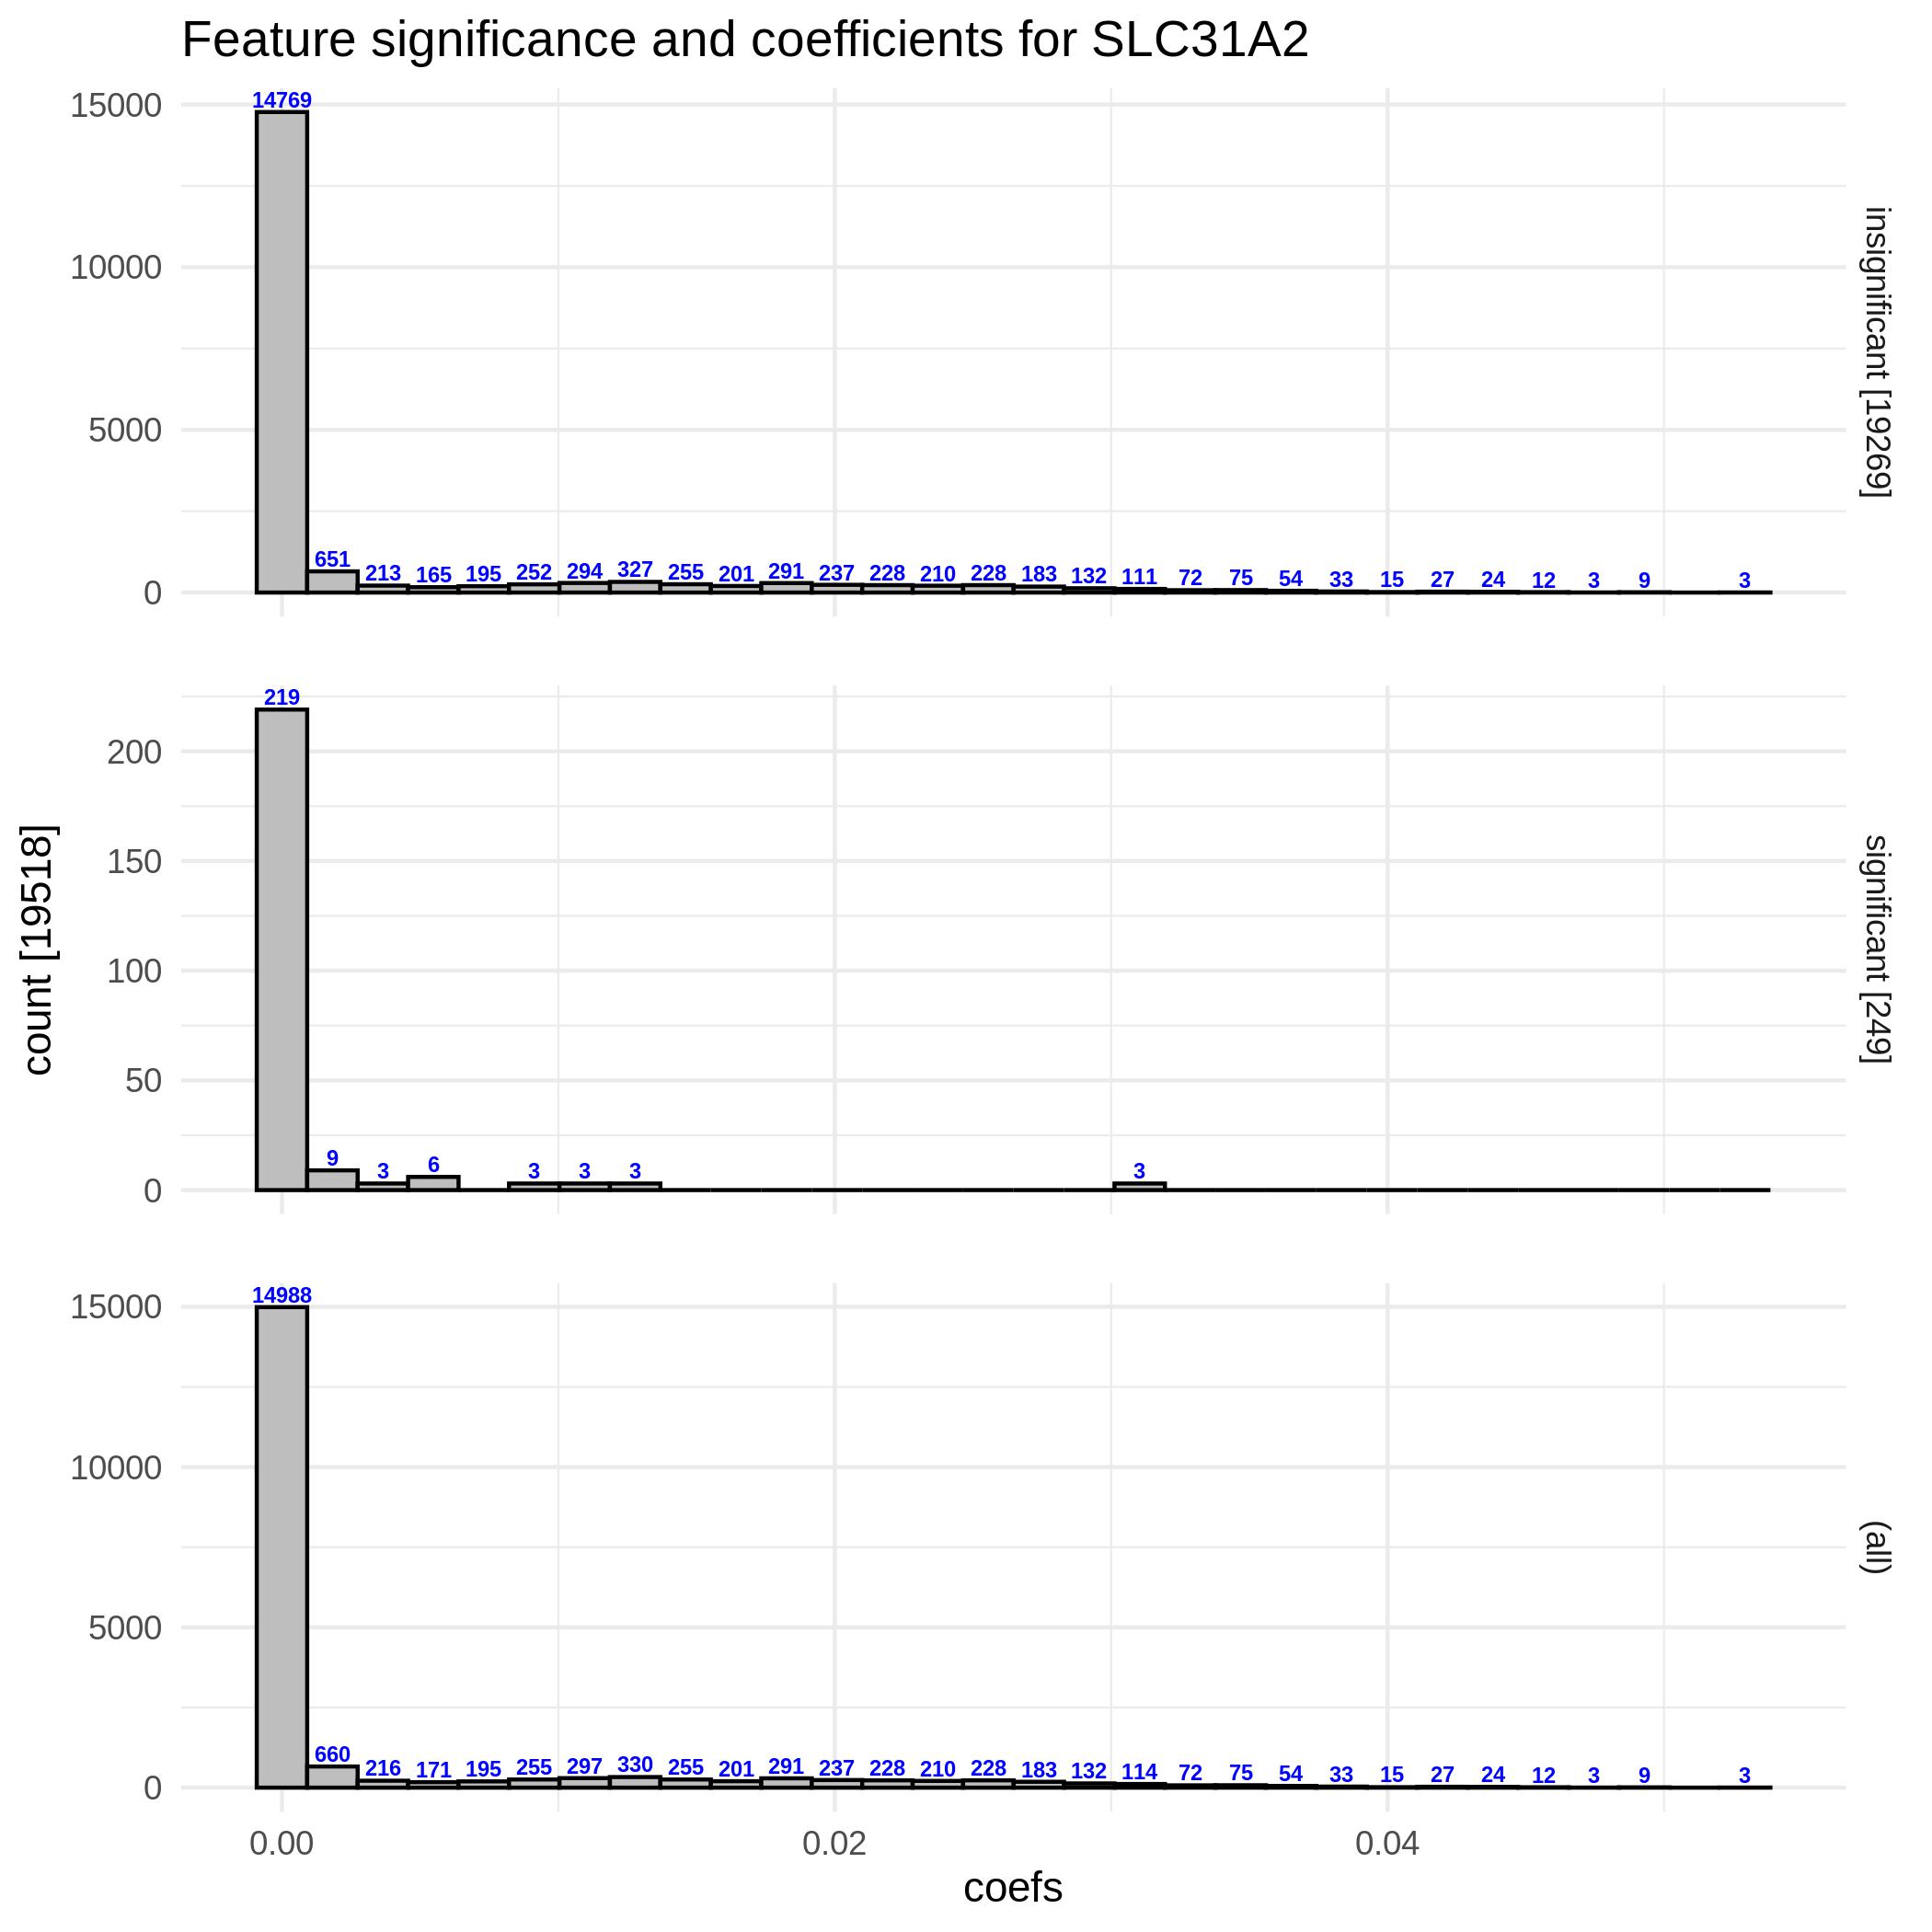 Feature significance and coefficients for SLC31A2
15000
10000
5000
0
14769
651 213 165 195 252 294 327 255 201 291 237 228 210 228 183 132 111 72 75 54 33 15 27 24 12 3 9 3
insignificant [19269]
count [19518]
200
150
100
50
0
219
9 3 6 3 3 3 3
significant [249]
15000
10000
5000
0
14988
660 216 171 195 255 297 330 255 201 291 237 228 210 228 183 132 114 72 75 54 33 15 27 24 12 3 9 3
(all)
0.00 0.02 0.04
coefs